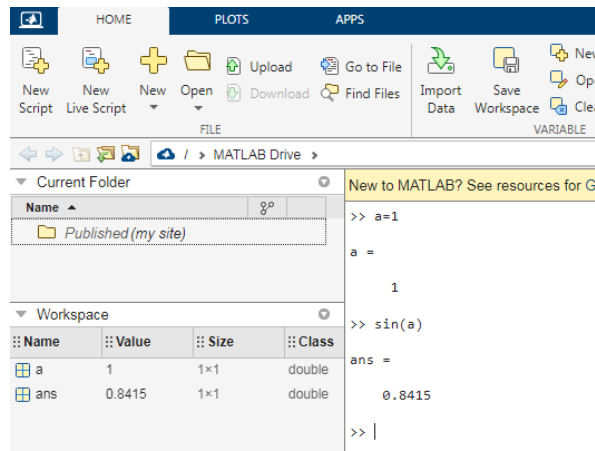 HOME PLOTS APPS
New Script
New Live Script
New
Open
Upload
Download
Go to File
Find Files
Import Data
Save Workspace
FILE
VARIABLE
/ › MATLAB Drive ›
Current Folder
Name
Published (my site)
Workspace
Name Value Size Class
a 1 1×1 double
ans 0.8415 1×1 double
New to MATLAB? See resources for G
>> a=1
a =
1
>> sin(a)
ans =
0.8415
>>